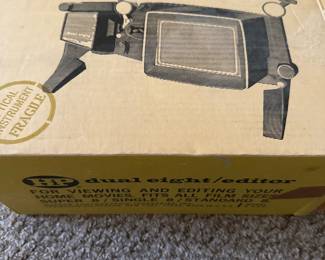 OPTICAL
INSTRUMENT
FRAGILE
dual eight/editor
FOR VIEWING AND EDITING YOUR
HOME MOVIES. FITS ALL FILM SIZES
SUPER 8/SINGLE 8/STANDARD 8